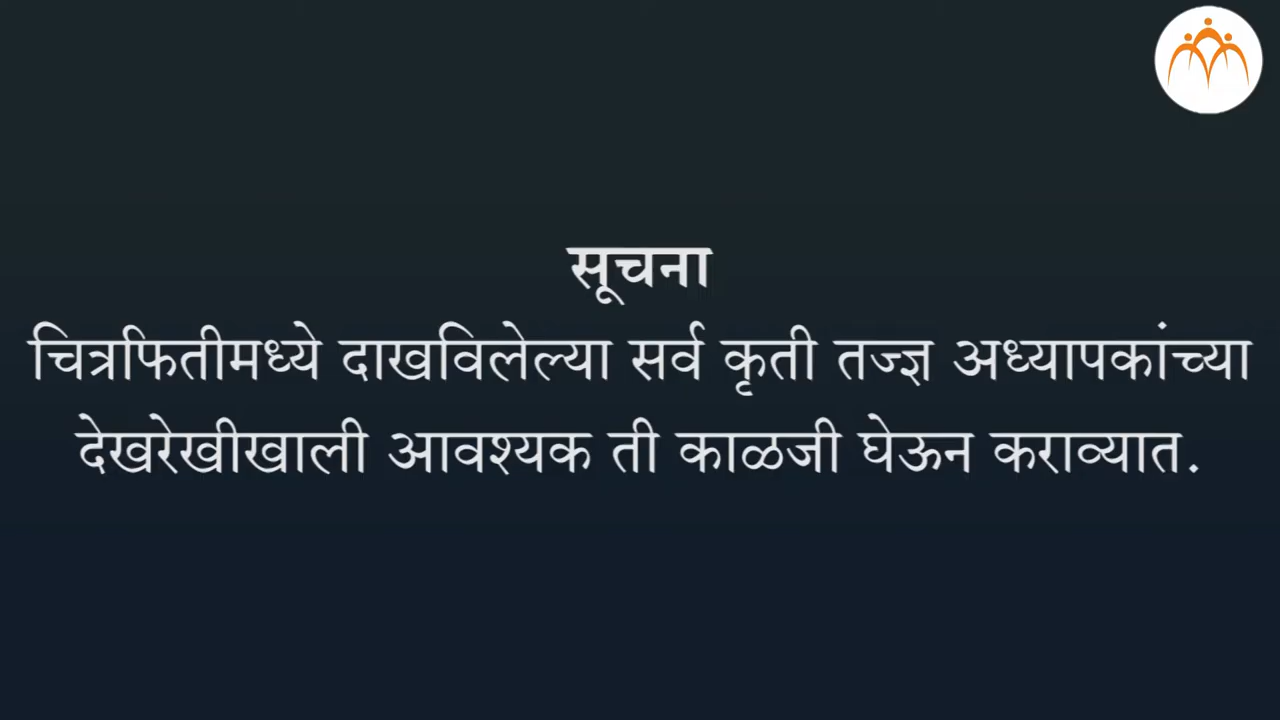 सूचना
चित्रफितीमध्ये दाखविलेल्या सर्व कृती तज्ज्ञ अध्यापकांच्या
देखरेखीखाली आवश्यक ती काळजी घेऊन कराव्यात.